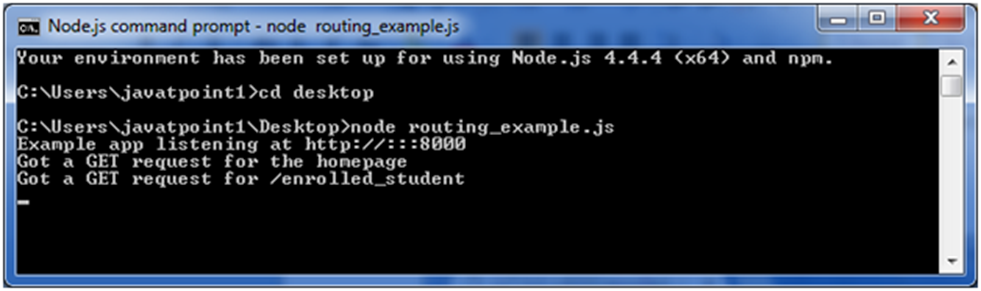 Node.js command prompt - node  routing_example.js
Your environment has been set up for using Node.js 4.4.4 (x64) and npm.
C:\Users\javatpoint1>cd desktop
C:\Users\javatpoint1\Desktop>node routing_example.js
Example app listening at http://:::8000
Got a GET request for the homepage
Got a GET request for /enrolled_student